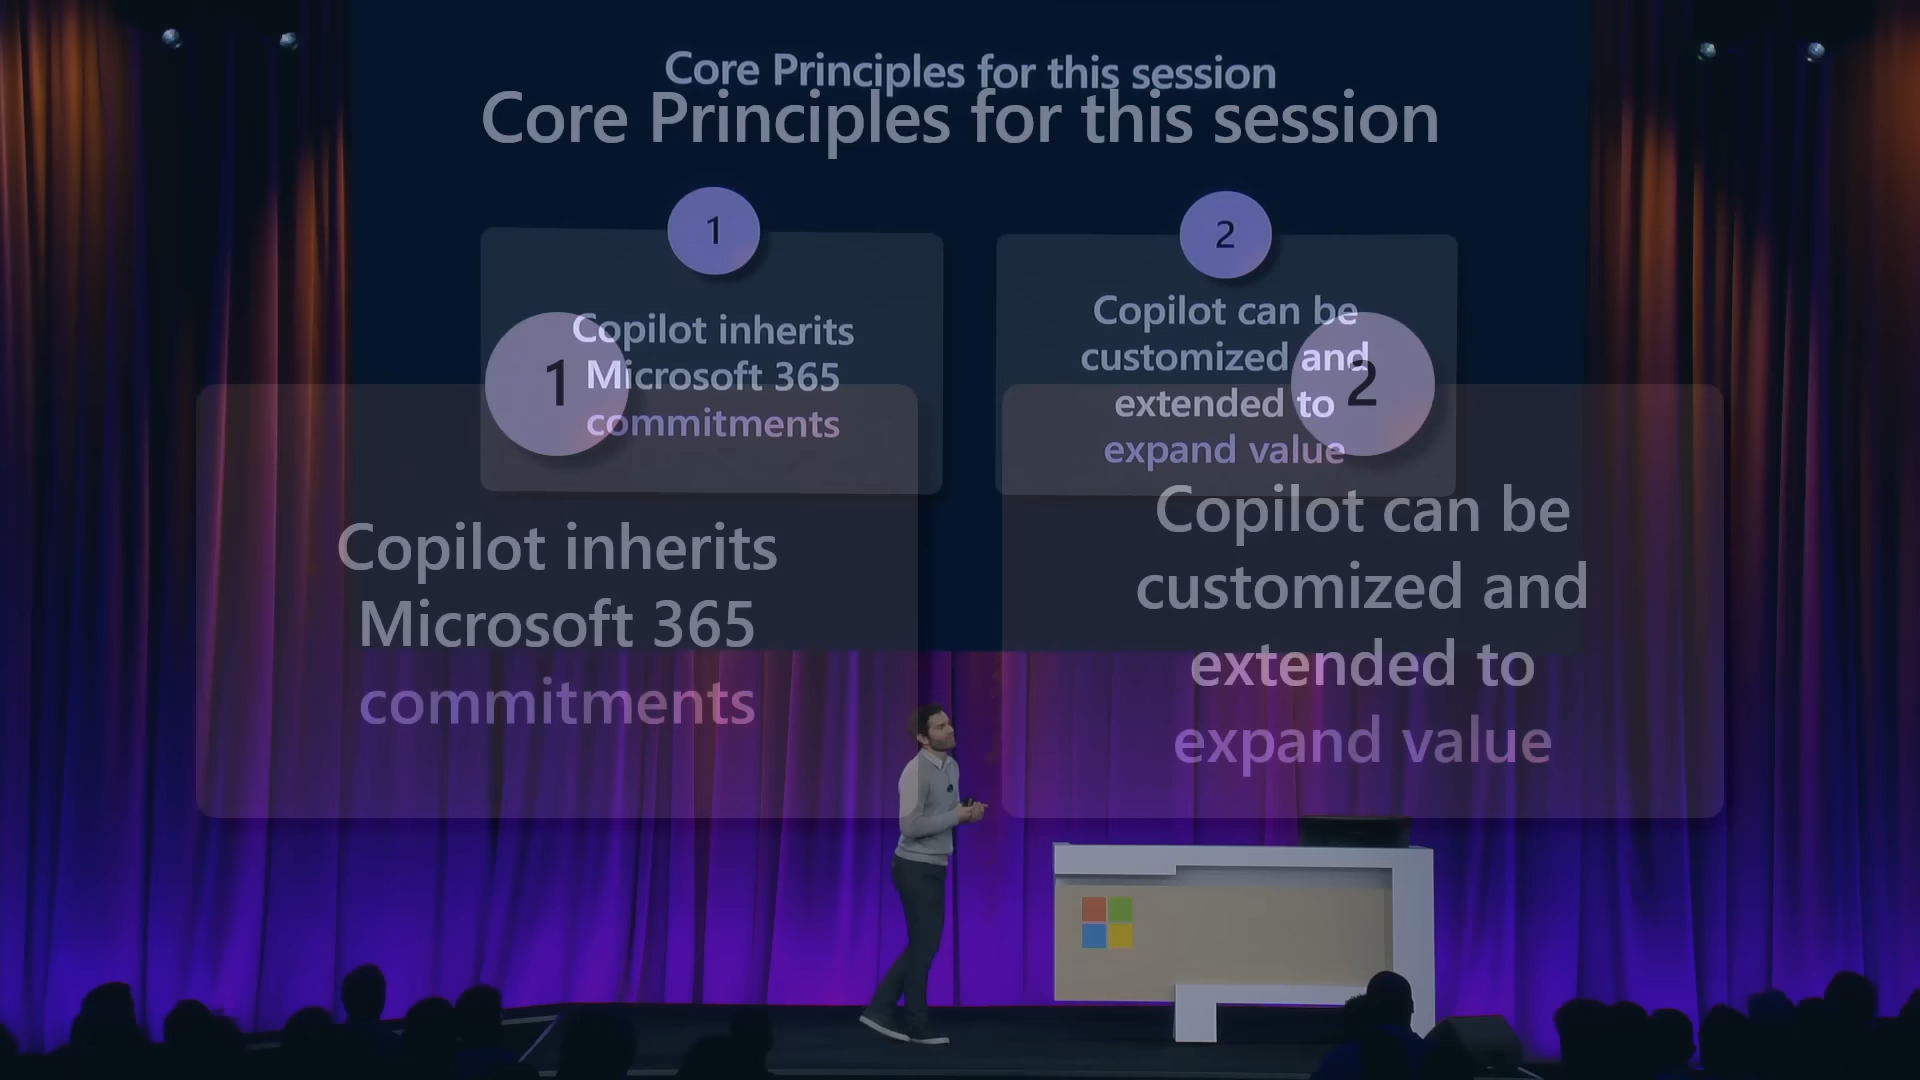 Core Principles for this session
Core Principles for this session
1
2
Copilot inherits
Microsoft 365
commitments
Copilot can be
customized and
extended to
expand value
1
2
Copilot inherits
Microsoft 365
commitments
Copilot can be
customized and
extended to
expand value